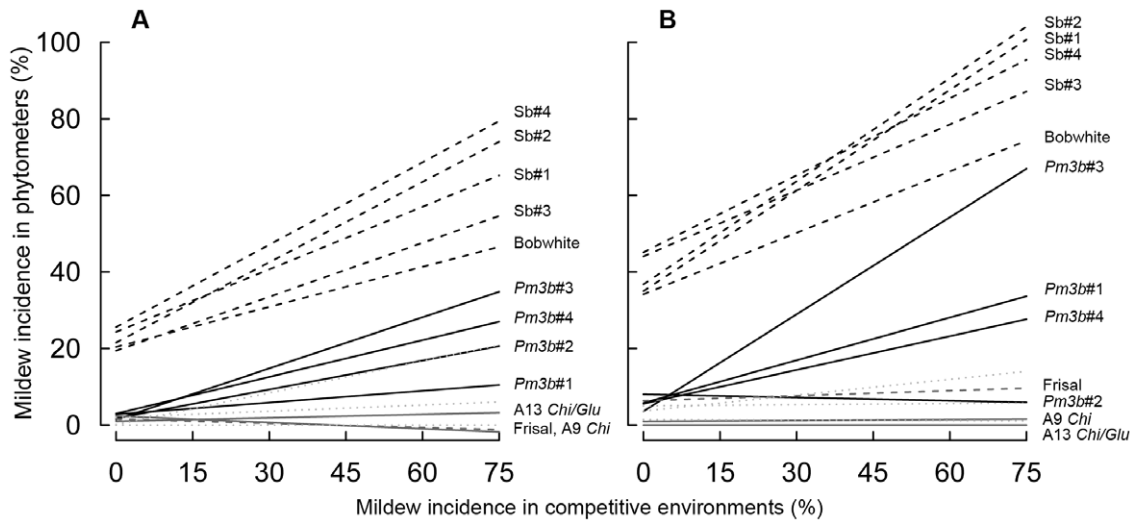 A
B
Mildew incidence in phytometers (%)
100
80
60
40
20
0
Sb#4
Sb#2
Sb#1
Sb#3
Bobwhite
Pm3b#3
Pm3b#4
Pm3b#2
Pm3b#1
A13 Chi/Glu
Frisal, A9 Chi
Sb#2
Sb#1
Sb#4
Sb#3
Bobwhite
Pm3b#3
Pm3b#1
Pm3b#4
Frisal
Pm3b#2
A9 Chi
A13 Chi/Glu
0 15 30 45 60 75
0 15 30 45 60 75
Mildew incidence in competitive environments (%)